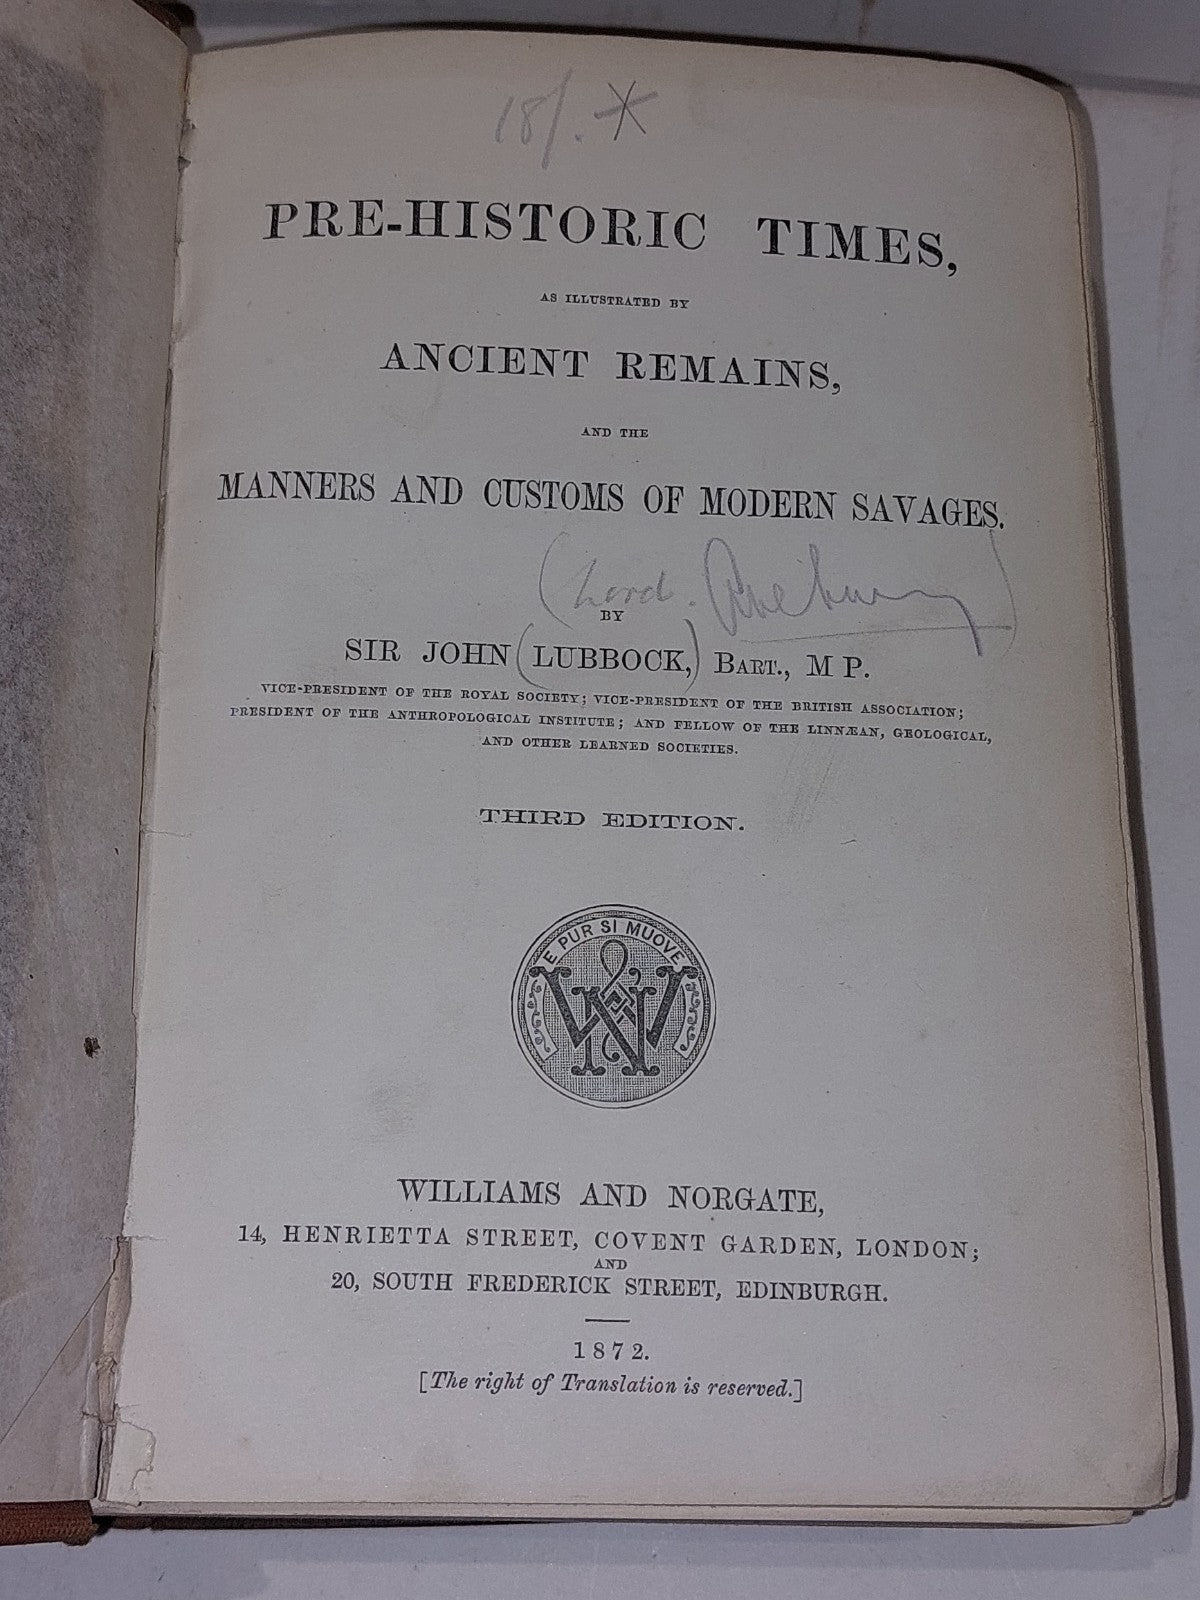 18/. *
PRE-HISTORIC TIMES,
AS ILLUSTRATED BY
ANCIENT REMAINS,
AND THE
MANNERS AND CUSTOMS OF MODERN SAVAGES.
(Lord. Avebury)
BY
SIR JOHN (LUBBOCK,) BART., M P.
VICE-PRESIDENT OF THE ROYAL SOCIETY; VICE-PRESIDENT OF THE BRITISH ASSOCIATION;
PRESIDENT OF THE ANTHROPOLOGICAL INSTITUTE; AND FELLOW OF THE LINNÆAN, GEOLOGICAL,
AND OTHER LEARNED SOCIETIES.
THIRD EDITION.
E PUR SI MUOVE
W N
WILLIAMS AND NORGATE,
14, HENRIETTA STREET, COVENT GARDEN, LONDON;
AND
20, SOUTH FREDERICK STREET, EDINBURGH.
1872.
[The right of Translation is reserved.]